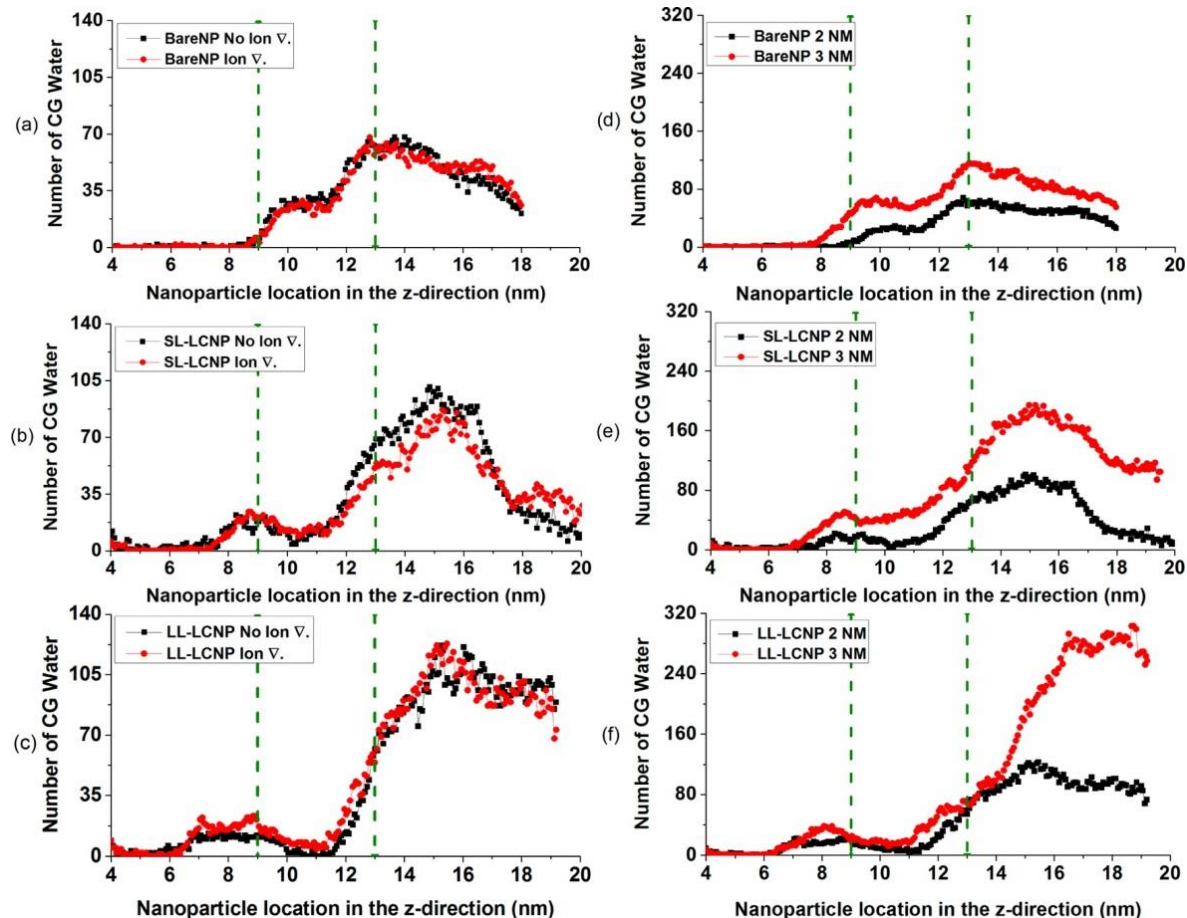 (a)
Number of CG Water
140
105
70
35
0
BareNP No Ion ∇.
BareNP Ion ∇.
4 6 8 10 12 14 16 18 20
Nanoparticle location in the z-direction (nm)
(d)
Number of CG Water
320
240
160
80
0
BareNP 2 NM
BareNP 3 NM
4 6 8 10 12 14 16 18 20
Nanoparticle location in the z-direction (nm)
(b)
Number of CG Water
140
105
70
35
0
SL-LCNP No Ion ∇.
SL-LCNP Ion ∇.
4 6 8 10 12 14 16 18 20
Nanoparticle location in the z-direction (nm)
(e)
Number of CG Water
320
240
160
80
0
SL-LCNP 2 NM
SL-LCNP 3 NM
4 6 8 10 12 14 16 18 20
Nanoparticle location in the z-direction (nm)
(c)
Number of CG Water
140
105
70
35
0
LL-LCNP No Ion ∇.
LL-LCNP Ion ∇.
4 6 8 10 12 14 16 18 20
Nanoparticle location in the z-direction (nm)
(f)
Number of CG Water
320
240
160
80
0
LL-LCNP 2 NM
LL-LCNP 3 NM
4 6 8 10 12 14 16 18 20
Nanoparticle location in the z-direction (nm)